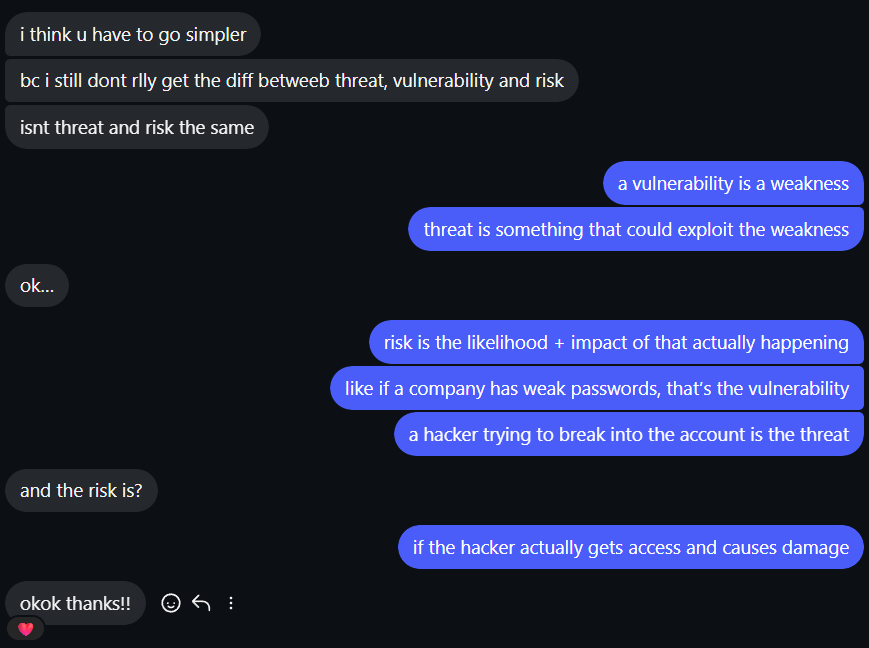 i think u have to go simpler
bc i still dont rlly get the diff betweeb threat, vulnerability and risk
isnt threat and risk the same
a vulnerability is a weakness
threat is something that could exploit the weakness
ok...
risk is the likelihood + impact of that actually happening
like if a company has weak passwords, that’s the vulnerability
a hacker trying to break into the account is the threat
and the risk is?
if the hacker actually gets access and causes damage
okok thanks!!